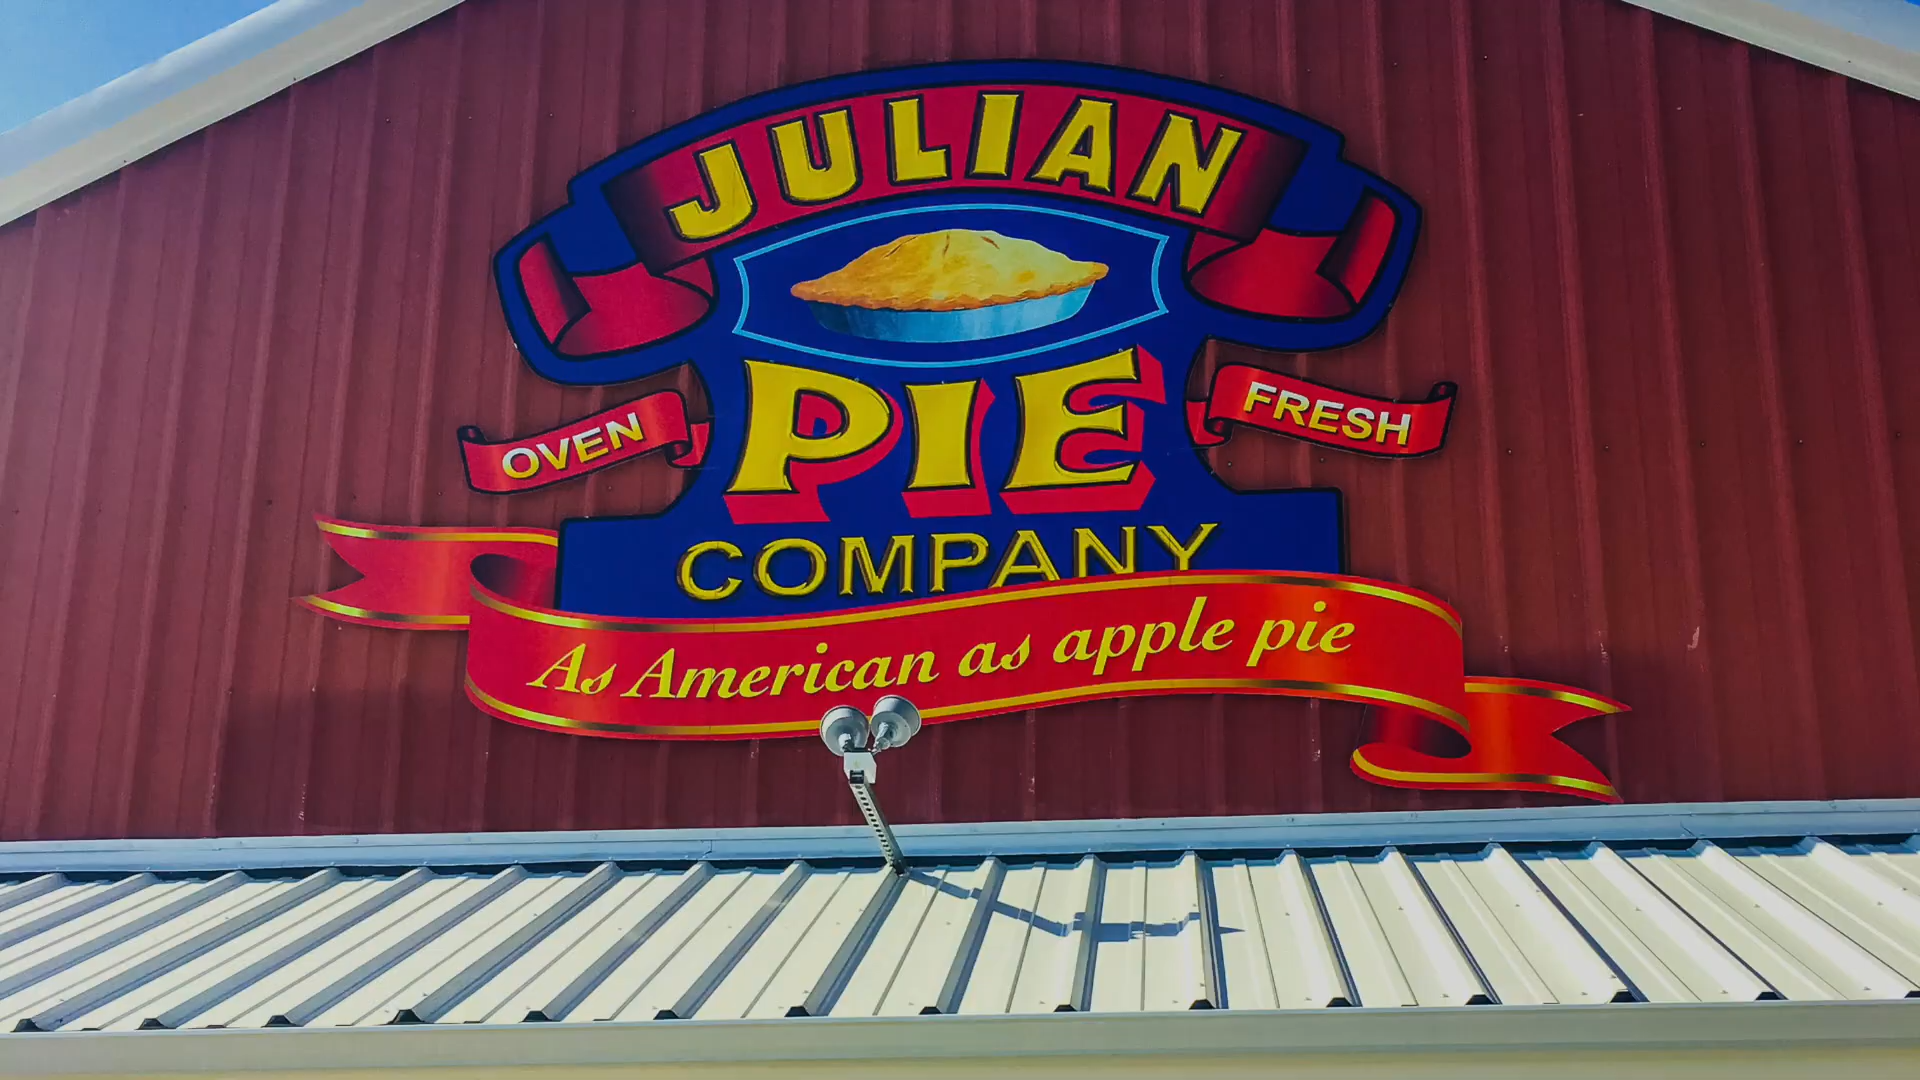 JULIAN
PIE
OVEN
FRESH
COMPANY
As American as apple pie